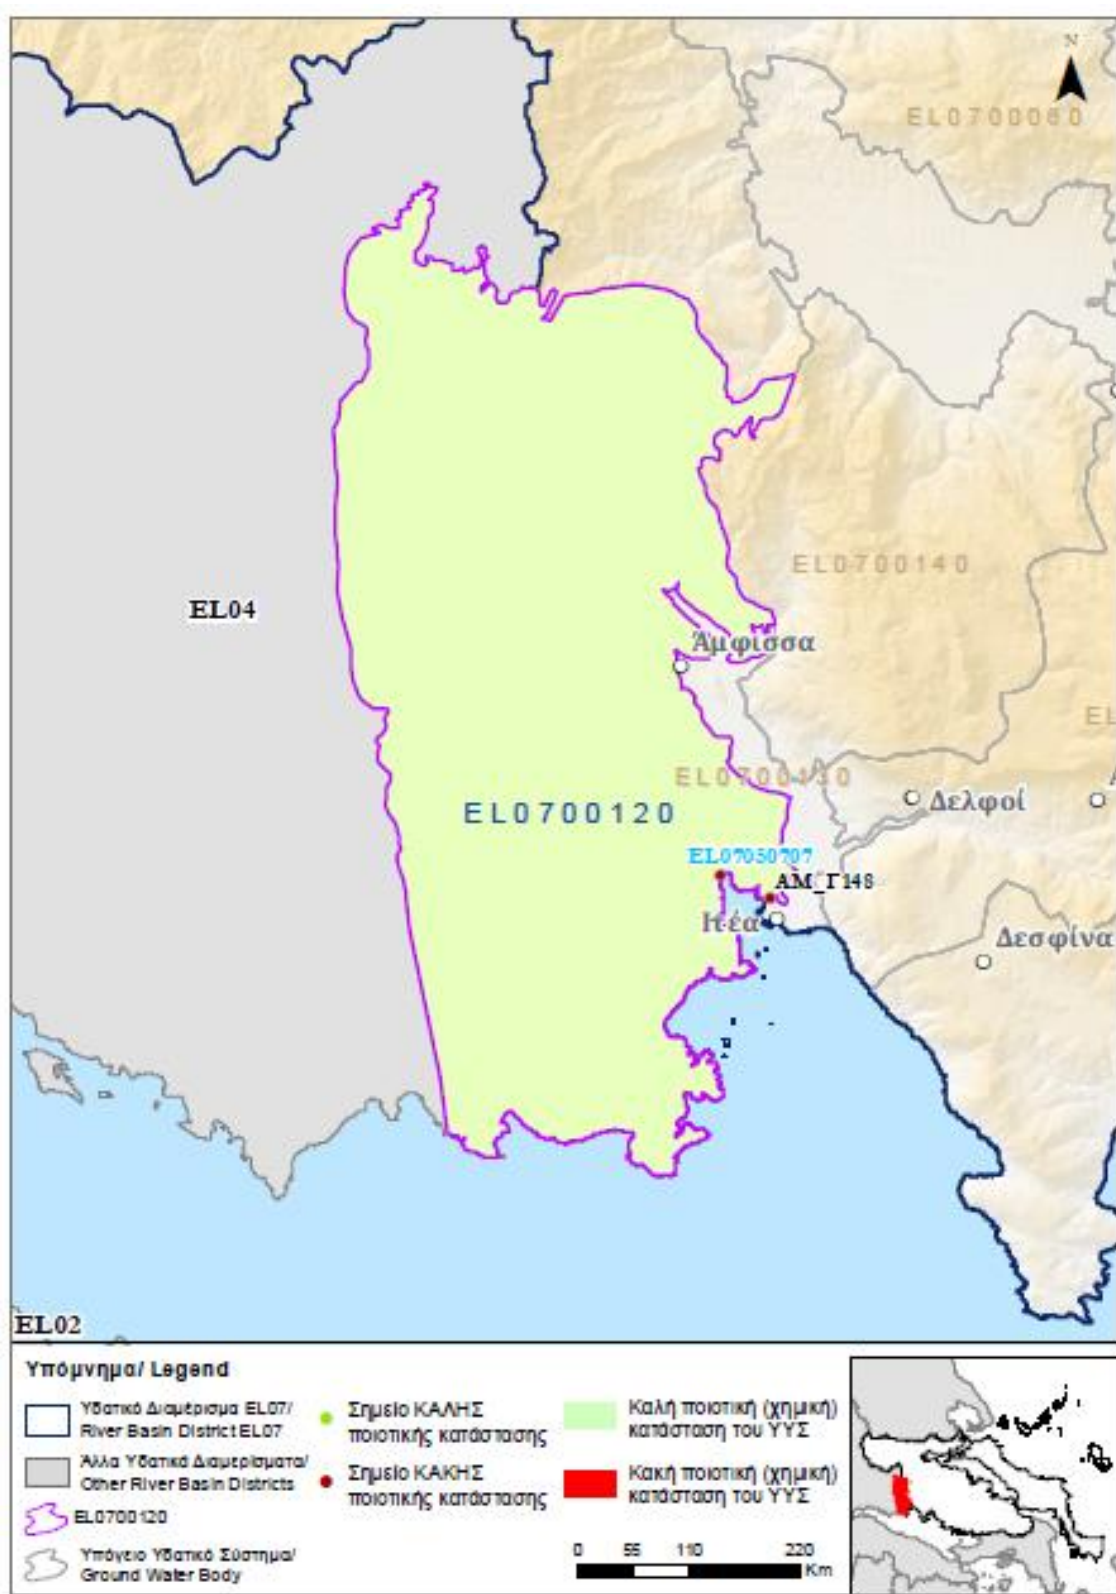 N
EL0700060
EL0700140
EL04
Άμφισσα
EL
EL0700130
EL0700120
Δελφοί
EL07050707
ΑΜ_Γ148
Ιτέα
Δεσφίνα
EL02
Υπόμνημα/ Legend
Υδατικό Διαμέρισμα EL07/
River Basin District EL07
Άλλα Υδατικά Διαμερίσματα/
Other River Basin Districts
EL0700120
Υπόγειο Υδατικό Σύστημα/
Ground Water Body
Σημείο ΚΑΛΗΣ
ποιοτικής κατάστασης
Σημείο ΚΑΚΗΣ
ποιοτικής κατάστασης
Καλή ποιοτική (χημική)
κατάσταση του ΥΥΣ
Κακή ποιοτική (χημική)
κατάσταση του ΥΥΣ
0 55 110 220
Km